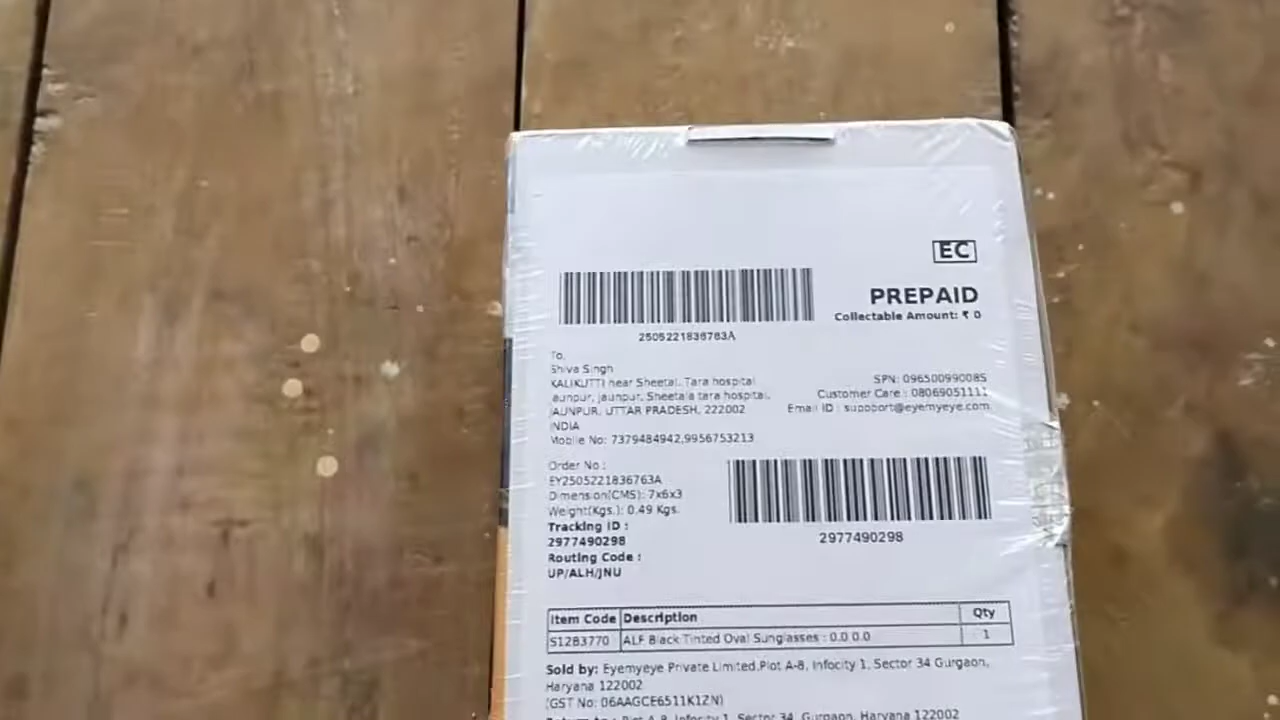 EC
PREPAID
Collectable Amount: ₹ 0
2505221836763A
To,
Shiva Singh
KALIKUTTI near Sheetal. Tara hospital
aunpur, jaunpur. Sheetala tara hospital,
JAUNPUR, UTTAR PRADESH, 222002
INDIA
Mobile No: 7379484942,9956753213
SPN: 09650099008S
Customer Care : 08069051111
Email ID : support@eyemyeye.com
Order No :
EY2505221836763A
Dimension(CMS): 7x6x3
Weight(Kgs.): 0.49 Kgs.
Tracking ID :
2977490298
Routing Code :
UP/ALH/JNU
2977490298
Item Code Description Qty
S12B3770 ALF Black Tinted Oval Sunglasses : 0.0 0.0 1
Sold by: Eyemyeye Private Limited,Plot A-8, Infocity 1, Sector 34 Gurgaon,
Haryana 122002
(GST No: 06AAGCE6511K1ZN)
Plot A-8, Infocity 1, Sector 34, Gurgaon, Haryana 122002